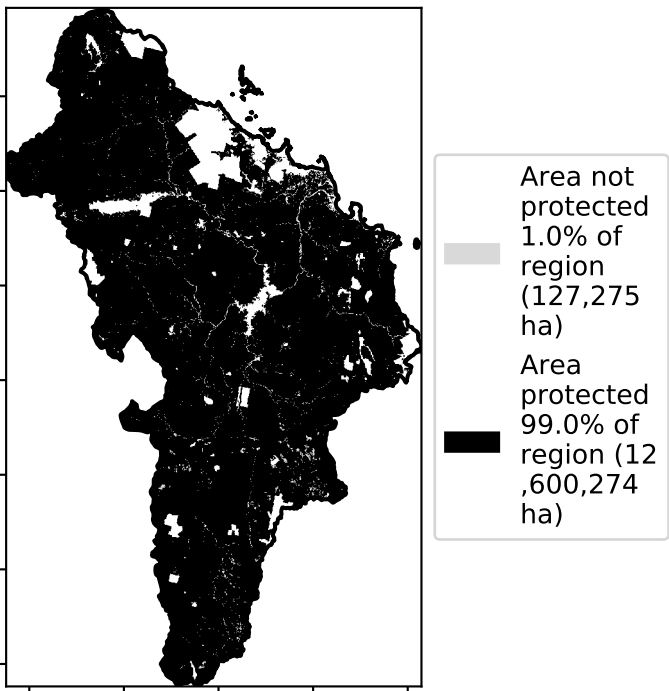 Area not
protected
1.0% of
region
(127,275
ha)
Area
protected
99.0% of
region (12
,600,274
ha)